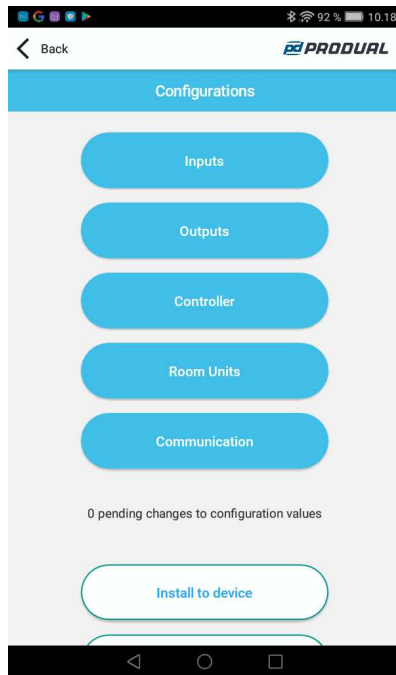 92 % 10.18
Back PRODUAL
Configurations
Inputs
Outputs
Controller
Room Units
Communication
0 pending changes to configuration values
Install to device